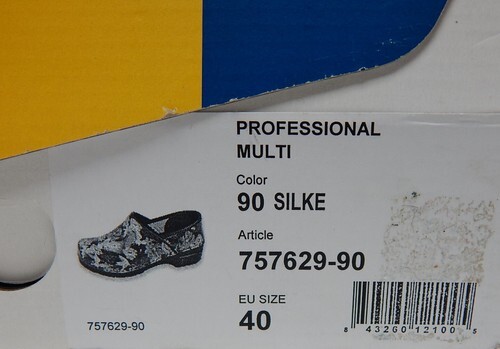 PROFESSIONAL
MULTI
Color
90 SILKE
Article
757629-90
EU SIZE
40
757629-90
8 43260 12100 5